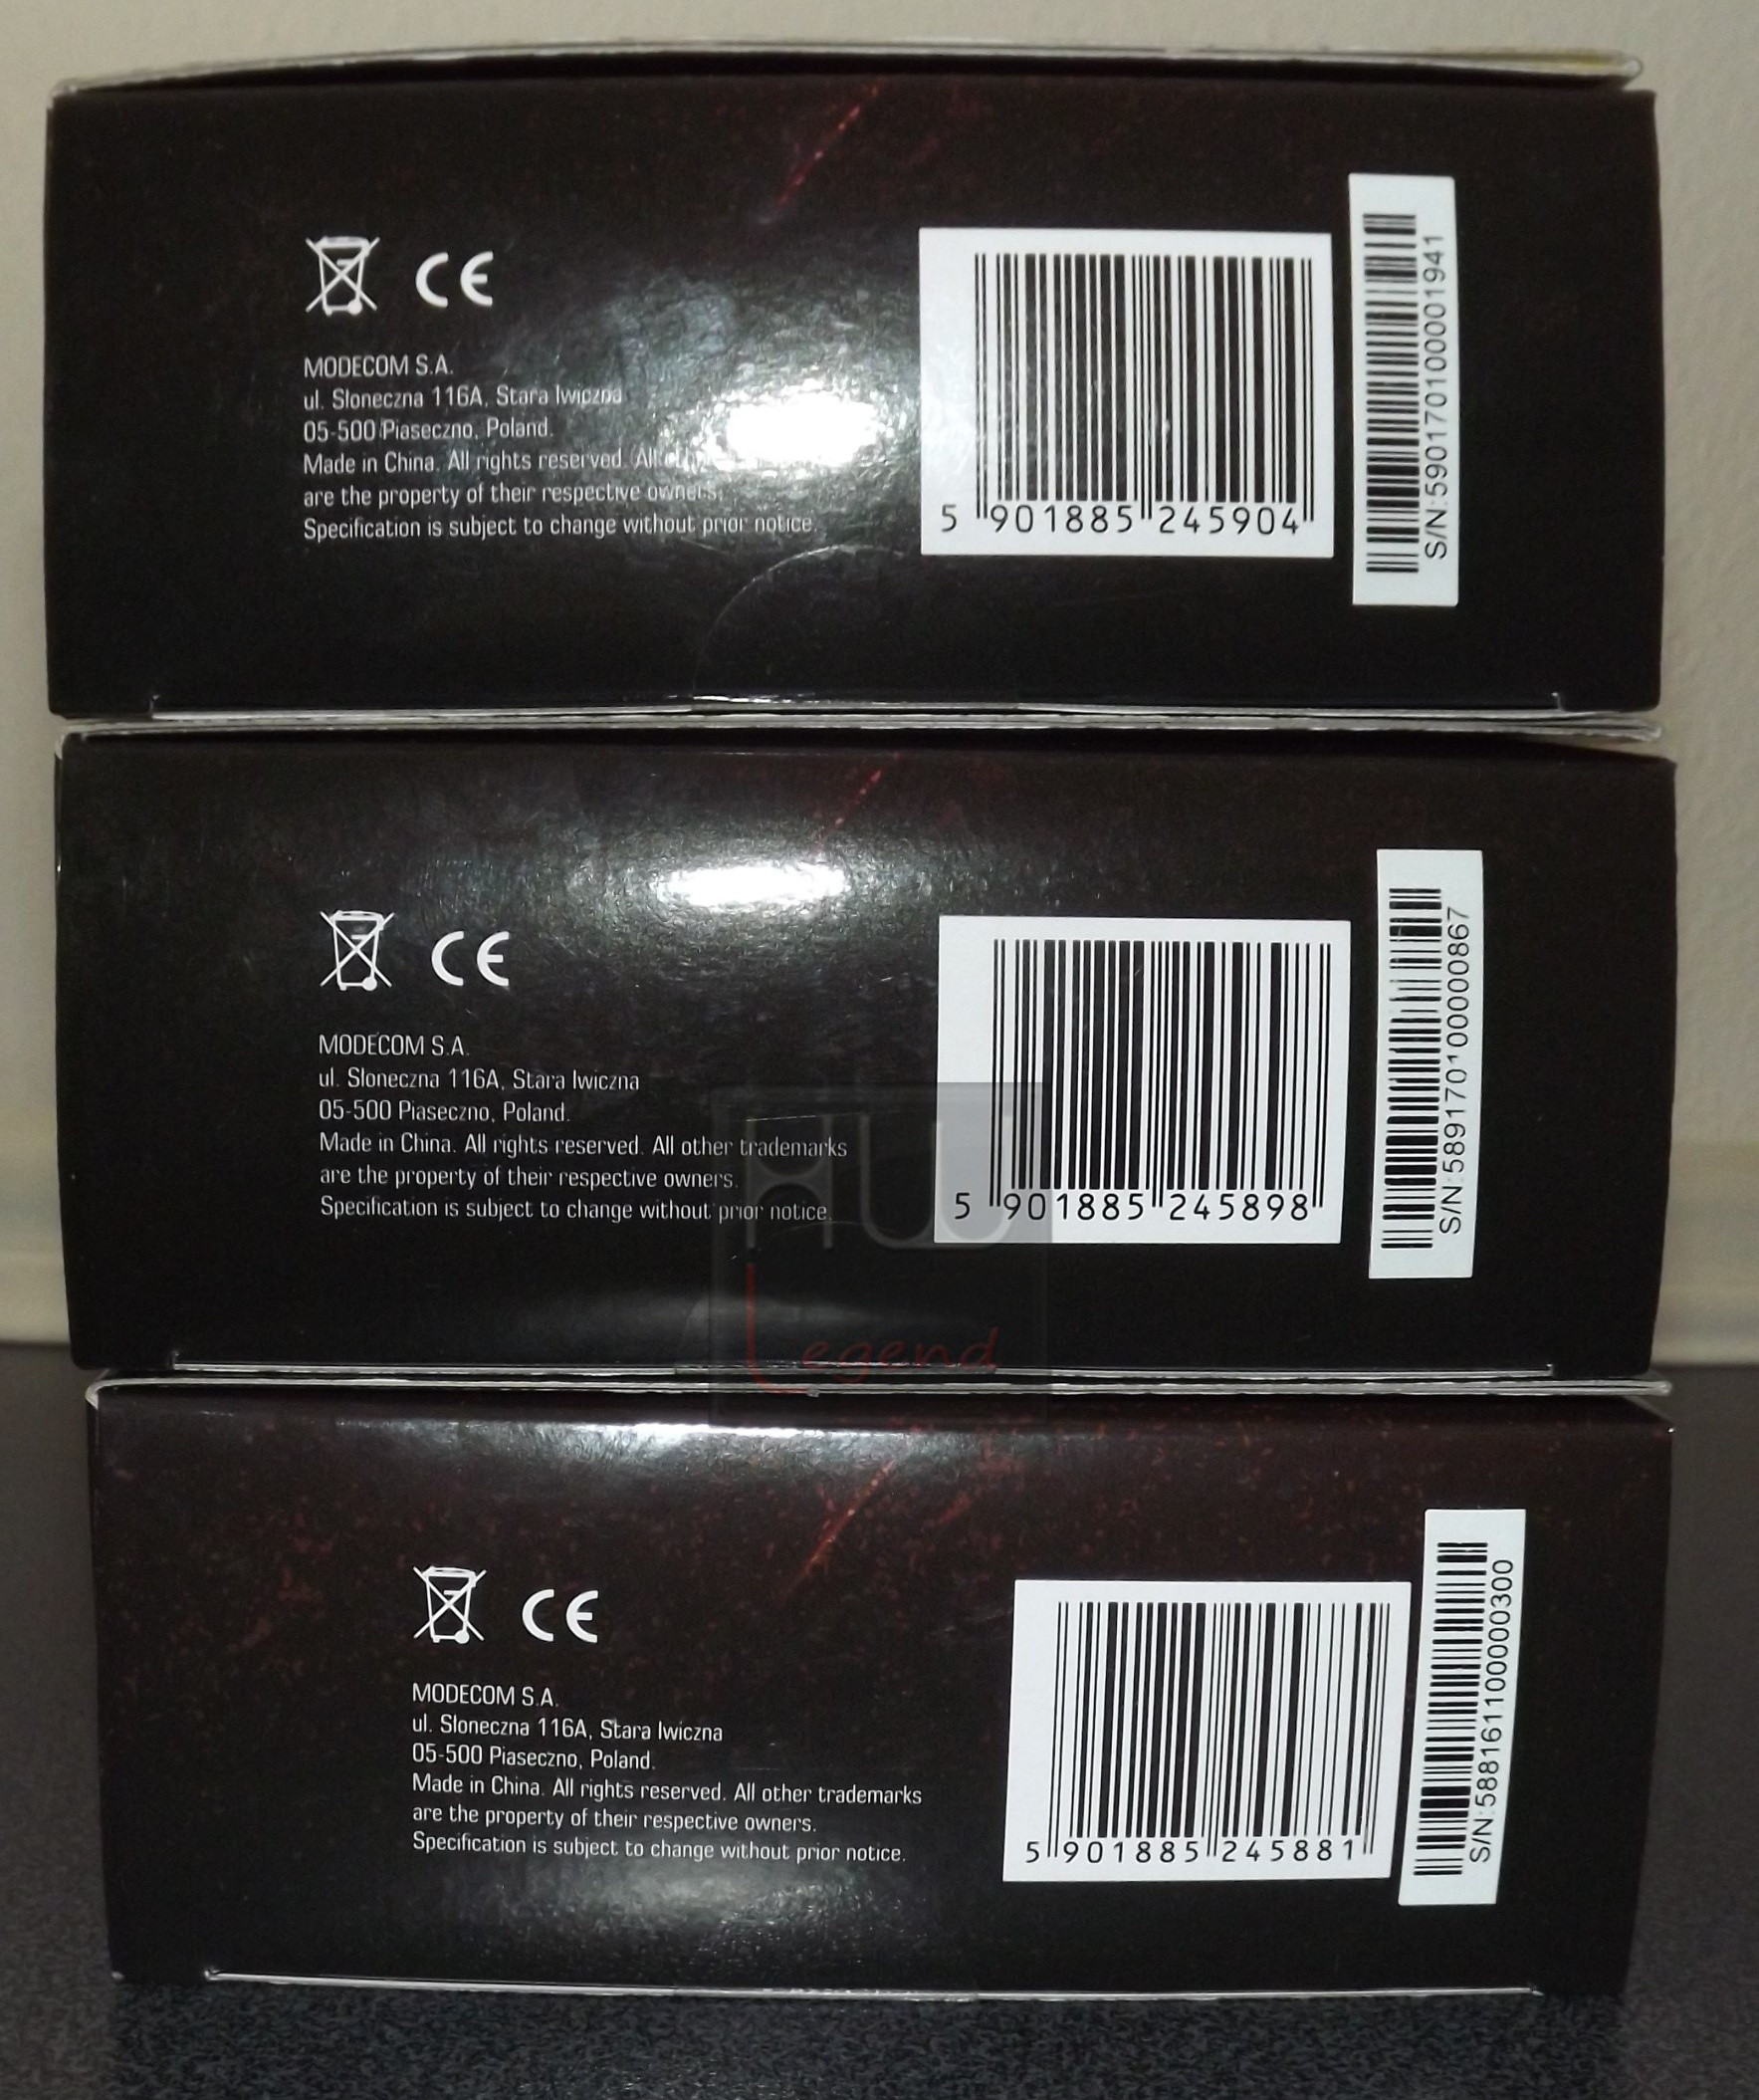 CE
MODECOM S.A.
ul. Sloneczna 116A, Stara Iwiczna
05-500 Piaseczno, Poland.
Made in China. All rights reserved. All
are the property of their respective owners.
Specification is subject to change without prior notice.
5 901885 245904
S/N:590170100001941
CE
MODECOM S.A.
ul. Sloneczna 116A, Stara Iwiczna
05-500 Piaseczno, Poland.
Made in China. All rights reserved. All other trademarks
are the property of their respective owners.
Specification is subject to change without prior notice.
5 901885 245898
S/N:589170100000867
HW
Legend
CE
MODECOM S.A.
ul. Sloneczna 116A, Stara Iwiczna
05-500 Piaseczno, Poland.
Made in China. All rights reserved. All other trademarks
are the property of their respective owners.
Specification is subject to change without prior notice.
5 901885 245881
S/N:588161100000300